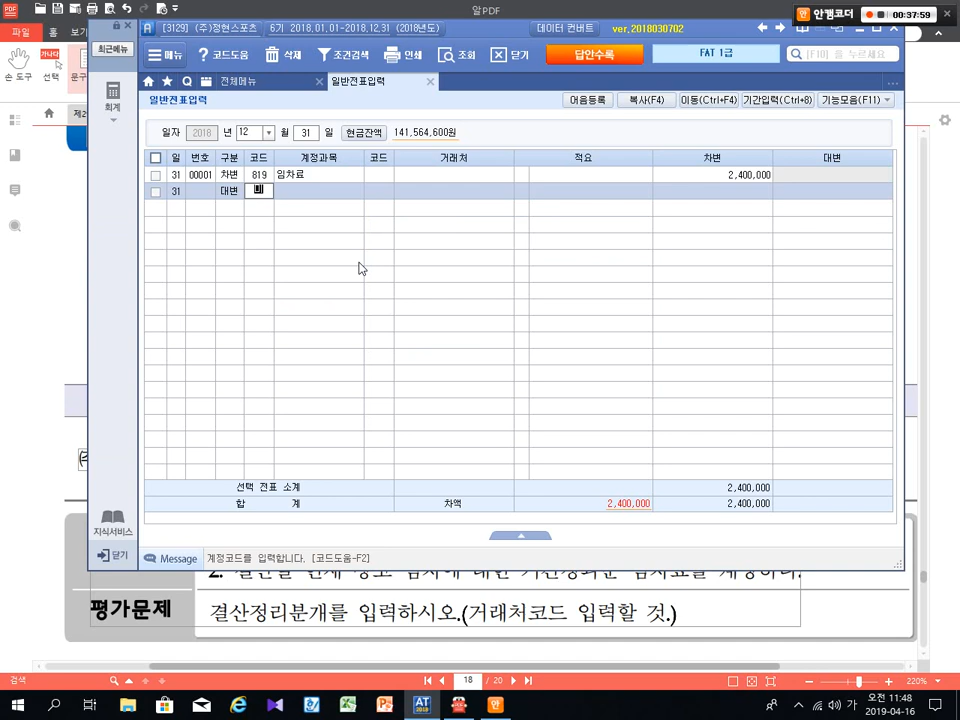 알PDF
안캠코더 00:37:59
파일 홈 보기
손 도구 선택
[3129] (주)정현스포츠 6기 2018.01.01~2018.12.31 (2018년도) 데이터 컨버트 ver.2018030702
최근메뉴 메뉴 ? 코드도움 삭제 조건검색 인쇄 조회 닫기 답안수록 FAT 1급 [F10] 을 누르세요
전체메뉴 일반전표입력
회계
일반전표입력 어음등록 복사(F4) 이동(Ctrl+F4) 기간입력(Ctrl+8) 기능모음(F11)
일자 2018 년 12 월 31 일 현금잔액 141,564,600원
일 번호 구분 코드 계정과목 코드 거래처 적요 차변 대변
31 00001 차변 819 임차료 2,400,000
31 대변 미
선택 전표 소계 2,400,000
합 계 차액 2,400,000 2,400,000
지식서비스
닫기 Message 계정코드를 입력합니다. [코드도움-F2]
평가문제 결산정리분개를 입력하시오.(거래처코드 입력할 것.)
검색 18 / 20 220%
가 오전 11:48
2019-04-16